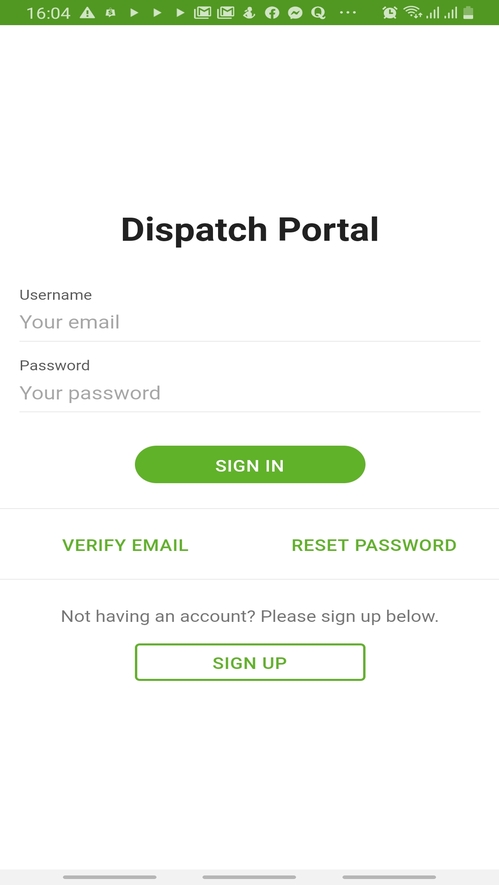 16:04
Dispatch Portal
Username
Your email
Password
Your password
SIGN IN
VERIFY EMAIL RESET PASSWORD
Not having an account? Please sign up below.
SIGN UP